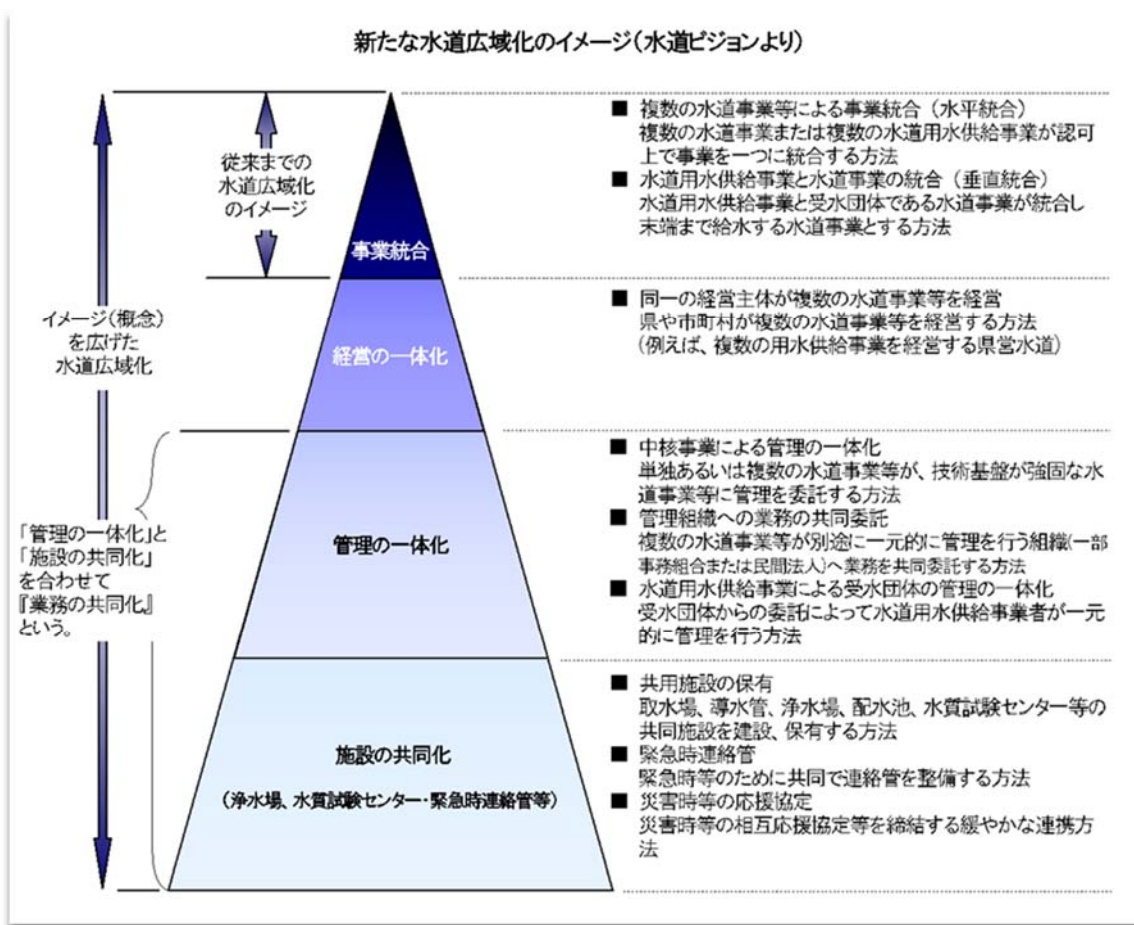 新たな水道広域化のイメージ(水道ビジョンより)
従来までの
水道広域化
のイメージ
イメージ(概念)
を広げた
水道広域化
「管理の一体化」と
「施設の共同化」
を合わせて
『業務の共同化』
という。
事業統合
■ 複数の水道事業等による事業統合(水平統合)
複数の水道事業または複数の水道用水供給事業が認可
上で事業を一つに統合する方法
■ 水道用水供給事業と水道事業の統合(垂直統合)
水道用水供給事業と受水団体である水道事業が統合し
末端まで給水する水道事業とする方法
経営の一体化
■ 同一の経営主体が複数の水道事業等を経営
県や市町村が複数の水道事業等を経営する方法
(例えば、複数の用水供給事業を経営する県営水道)
管理の一体化
■ 中核事業による管理の一体化
単独あるいは複数の水道事業等が、技術基盤が強固な水
道事業等に管理を委託する方法
■ 管理組織への業務の共同委託
複数の水道事業等が別途に一元的に管理を行う組織(一部
事務組合または民間法人)へ業務を共同委託する方法
■ 水道用水供給事業による受水団体の管理の一体化
受水団体からの委託によって水道用水供給事業者が一元
的に管理を行う方法
施設の共同化
(浄水場、水質試験センター・緊急時連絡管等)
■ 共用施設の保有
取水場、導水管、浄水場、配水池、水質試験センター等の
共同施設を建設、保有する方法
■ 緊急時連絡管
緊急時等のために共同で連絡管を整備する方法
■ 災害時等の応援協定
災害時等の相互応援協定等を締結する緩やかな連携方
法